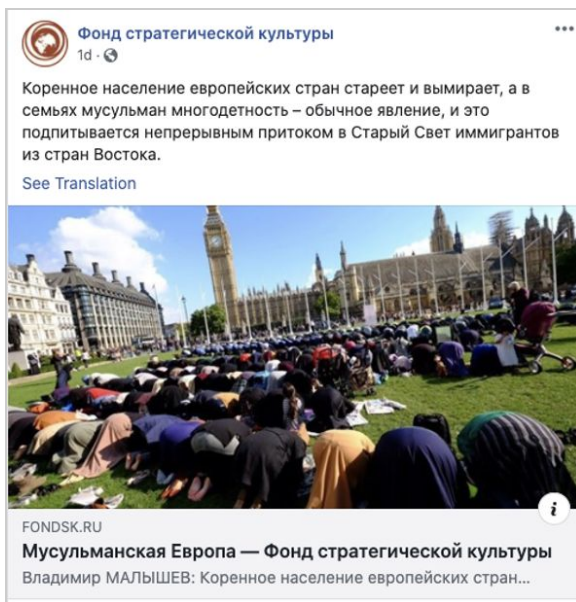 Фонд стратегической культуры
1d
Коренное население европейских стран стареет и вымирает, а в
семьях мусульман многодетность – обычное явление, и это
подпитывается непрерывным притоком в Старый Свет иммигрантов
из стран Востока.
See Translation
FONDSK.RU
Мусульманская Европа — Фонд стратегической культуры
Владимир МАЛЫШЕВ: Коренное население европейских стран...